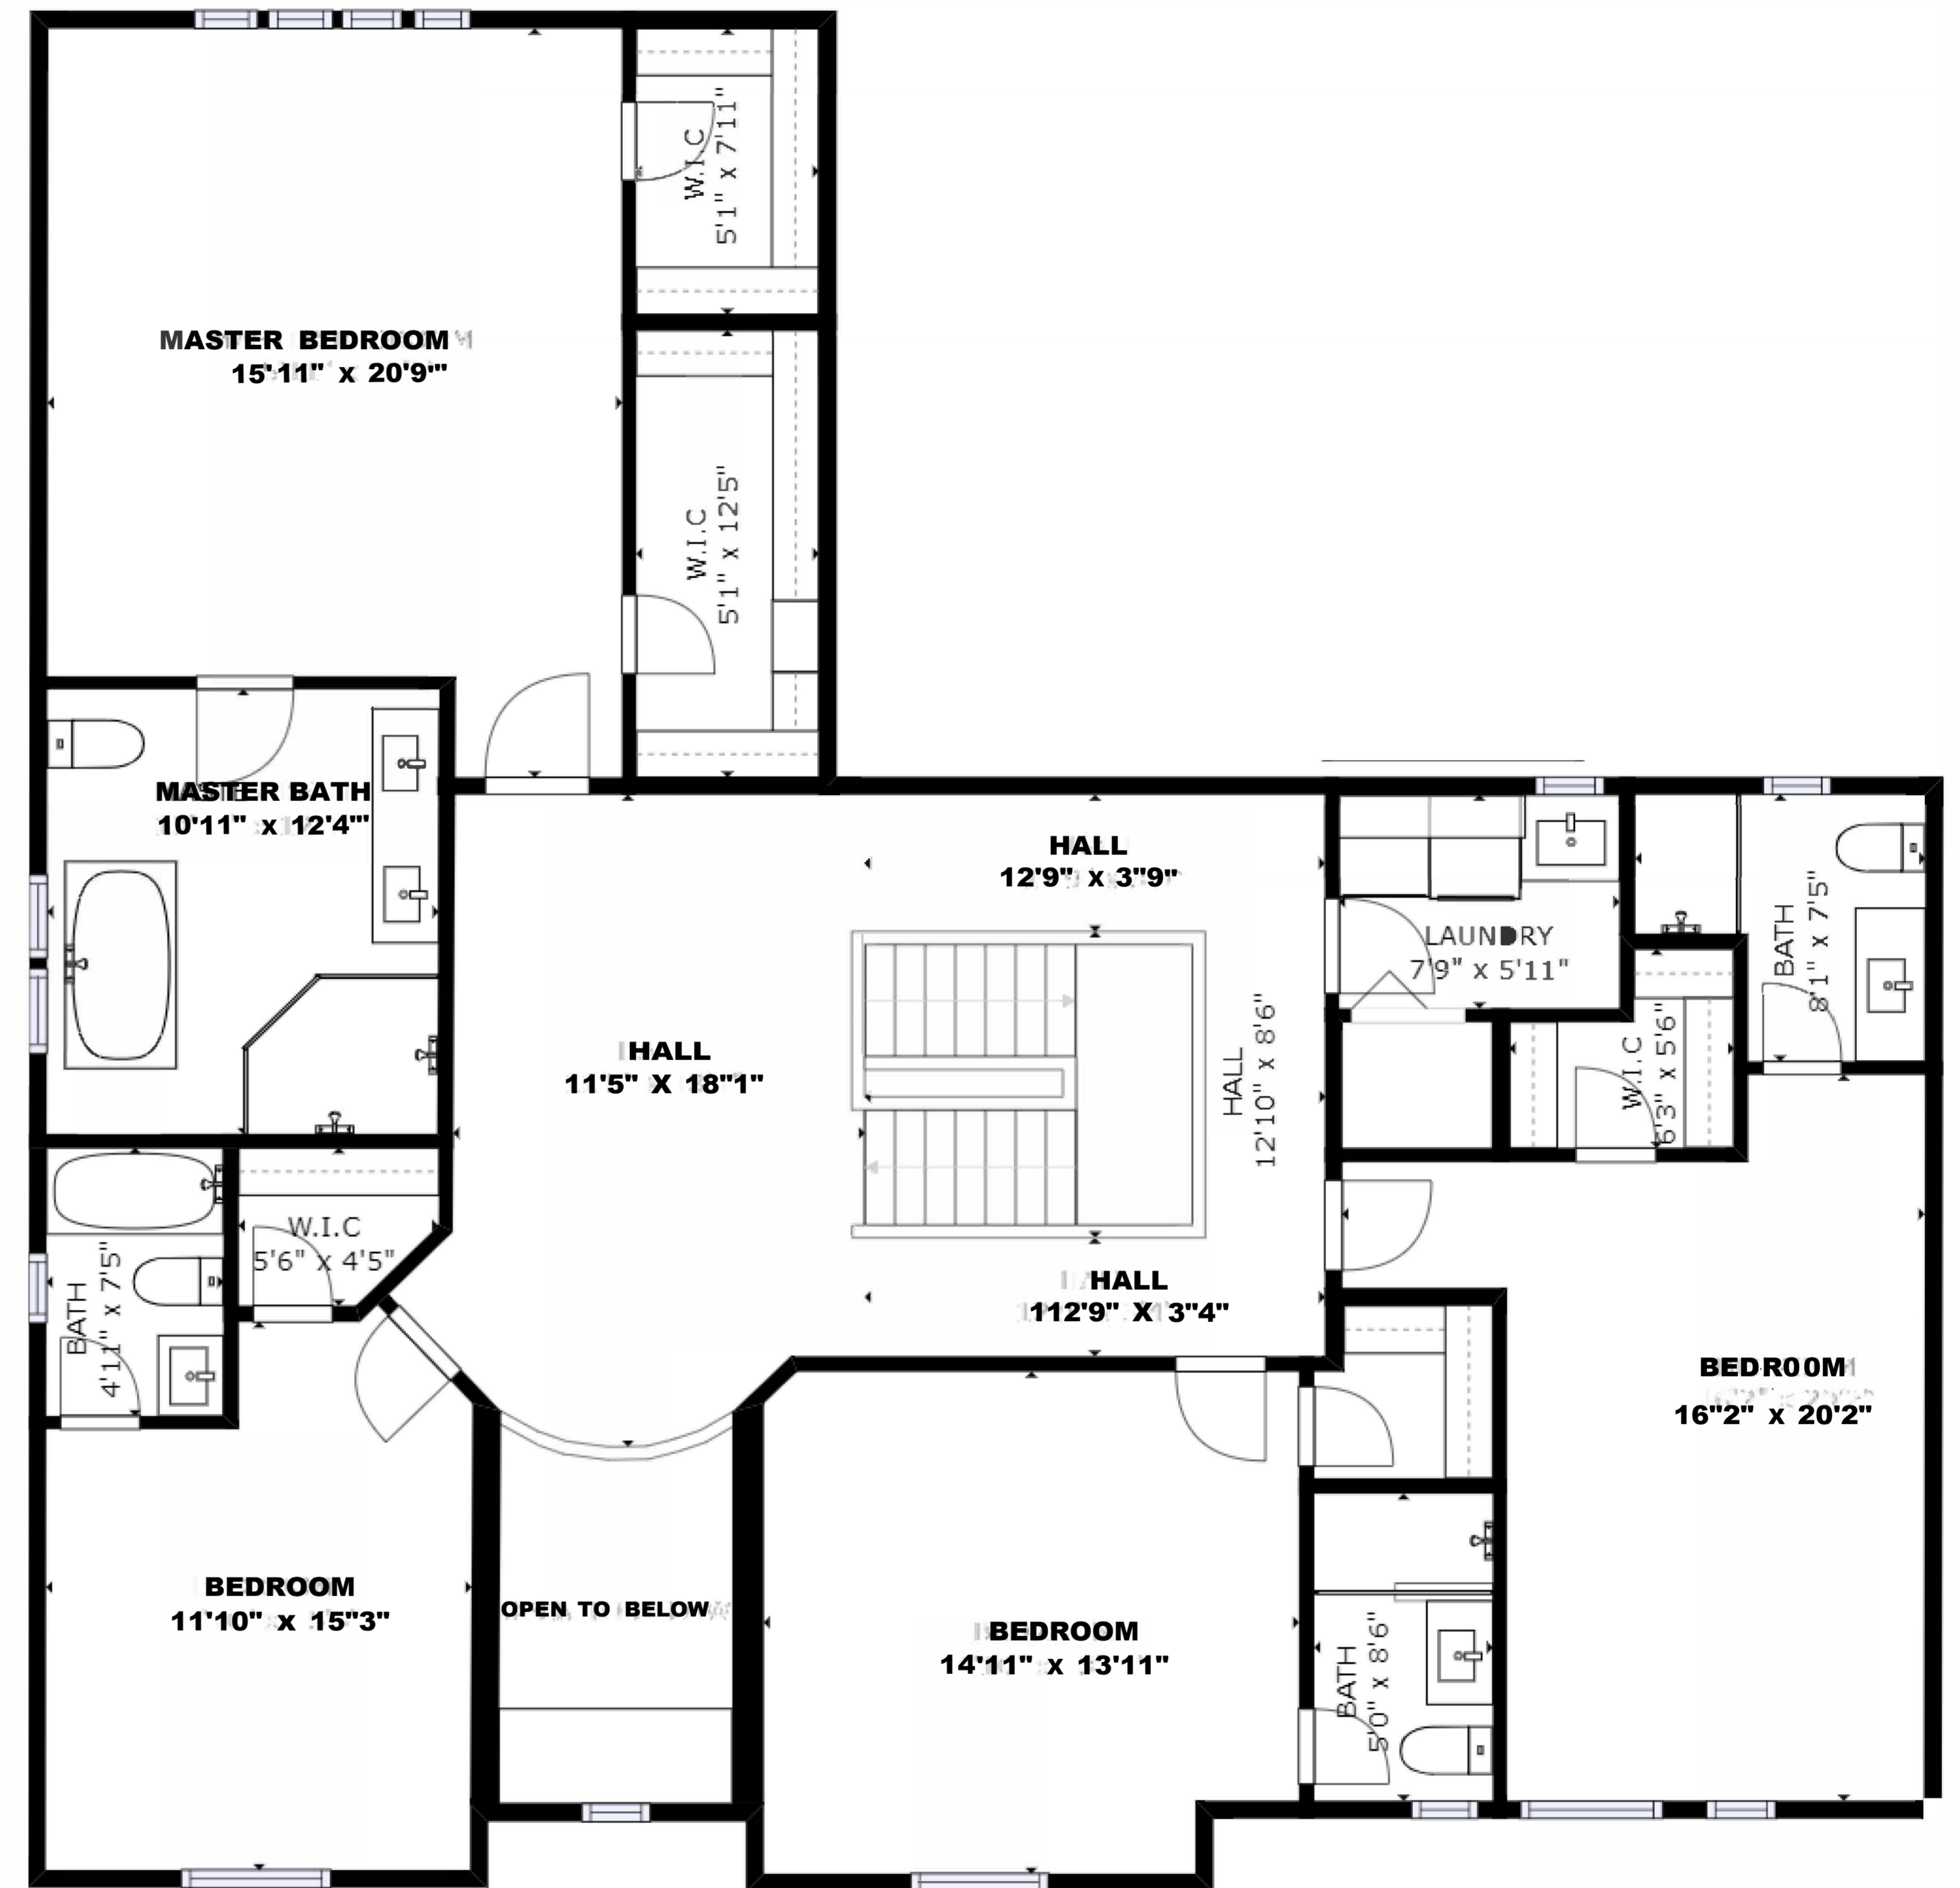 W.I.C
5'1" x 7'11"
MASTER BEDROOM
15'11" x 20'9'"
W.I.C
5'1" x 12'5"
MASTER BATH
10'11" x 12'4'"
HALL
12'9" x 3"9"
LAUNDRY
7'9" x 5'11"
BATH
8'1" x 7'5"
HALL
11'5" X 18"1"
HALL
12'10" x 8'6"
W.I.C
6'3" x 5'6"
W.I.C
5'6" x 4'5"
BATH
4'11" x 7'5"
HALL
112'9" X 3"4"
BEDROOM
16"2" x 20'2"
BEDROOM
11'10" x 15"3"
OPEN TO BELOW
BEDROOM
14'11" x 13'11"
BATH
5'0" x 8'6"